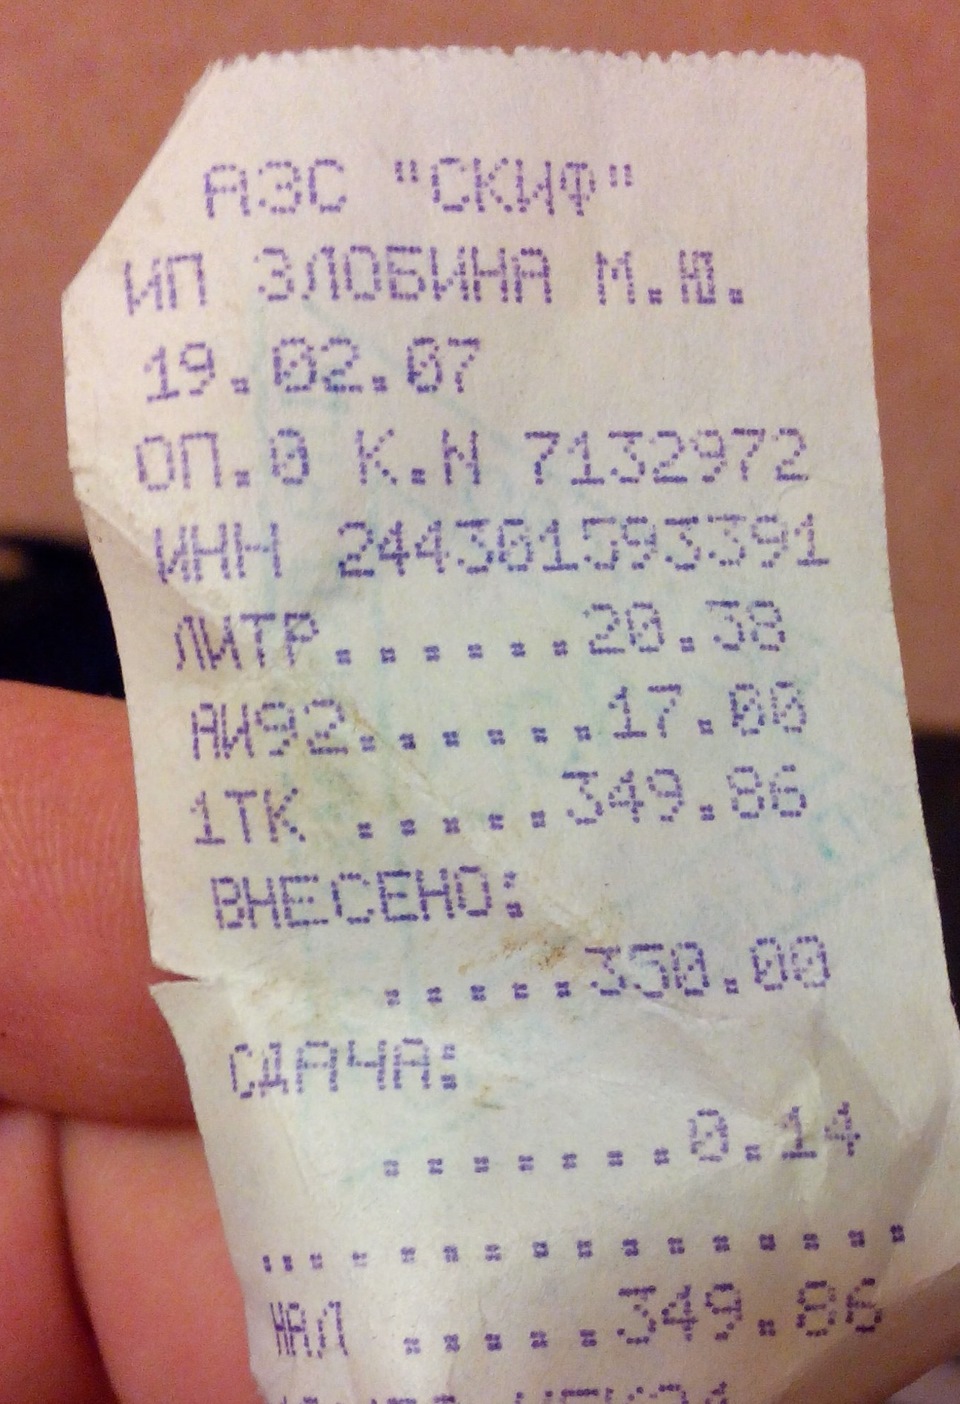 АЗС "СКИФ"
ИП ЗЛОБИНА М.
19.02.07
ОП.0 К.N 7132972
ИНН 244301593391
ЛИТР......20.58
АИ92......17.00
1ТК .....349.86
ВНЕСЕНО:
.....350.00
СДАЧА:
.......0.14
...............
НАЛ .....349.86